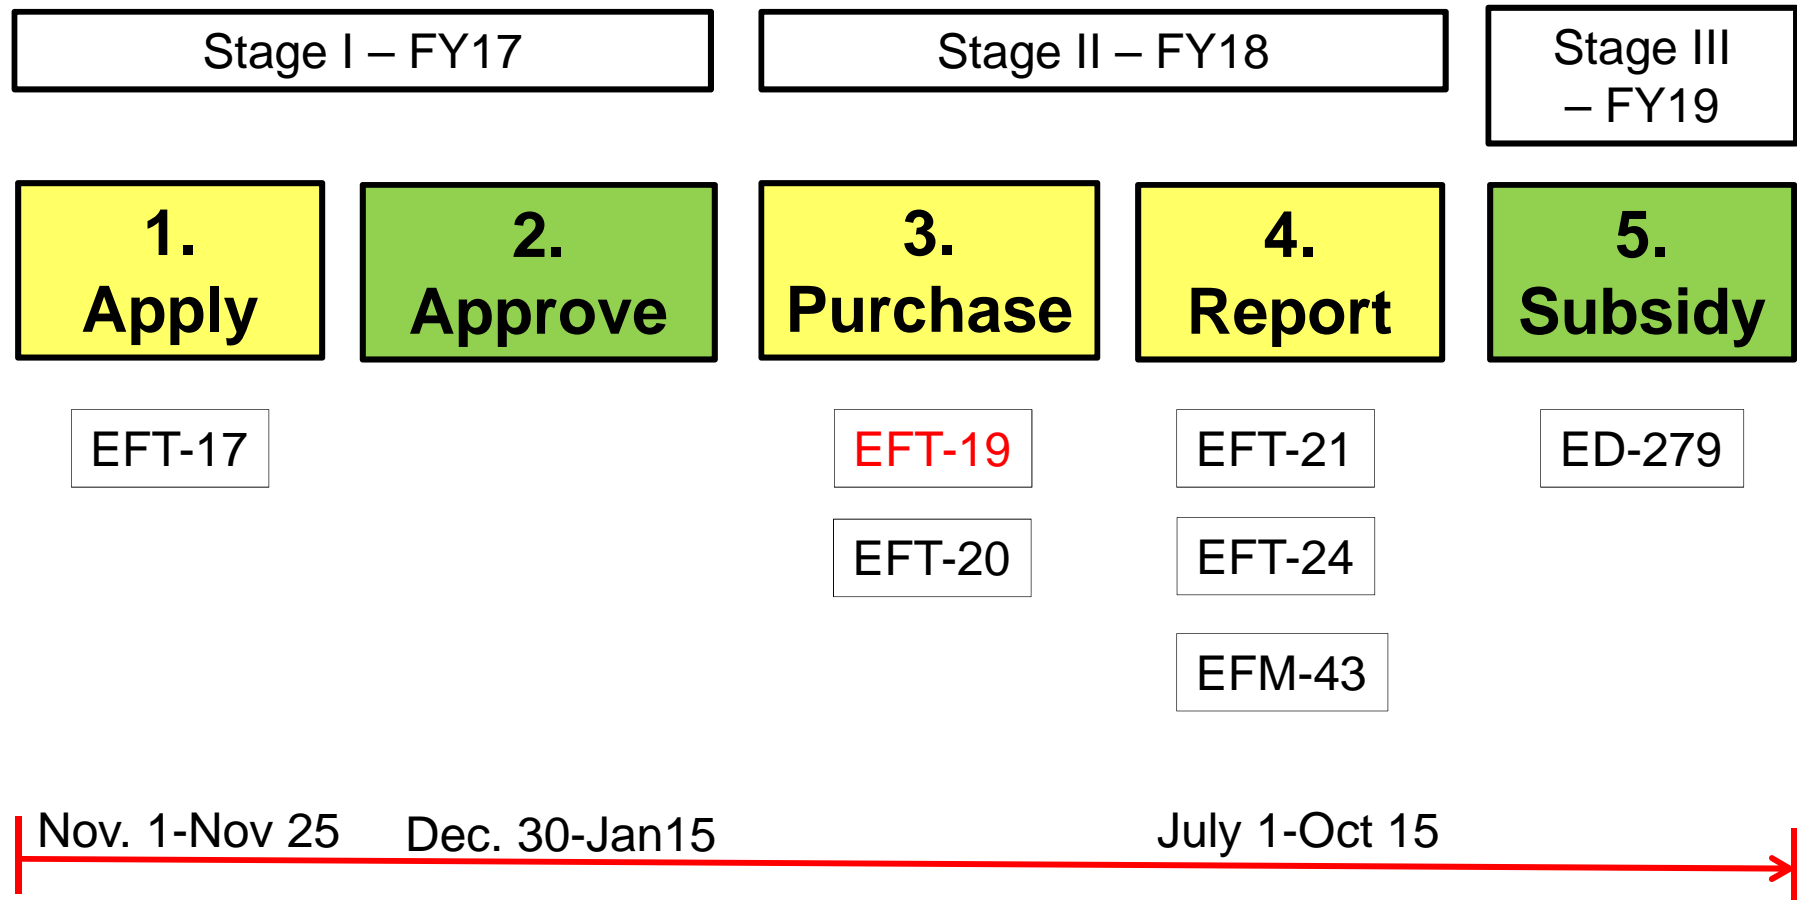 Stage I – FY17
Stage II – FY18
Stage III
– FY19
1.
Apply
2.
Approve
3.
Purchase
4.
Report
5.
Subsidy
EFT-17
EFT-19
EFT-21
ED-279
EFT-20
EFT-24
EFM-43
Nov. 1-Nov 25
Dec. 30-Jan15
July 1-Oct 15